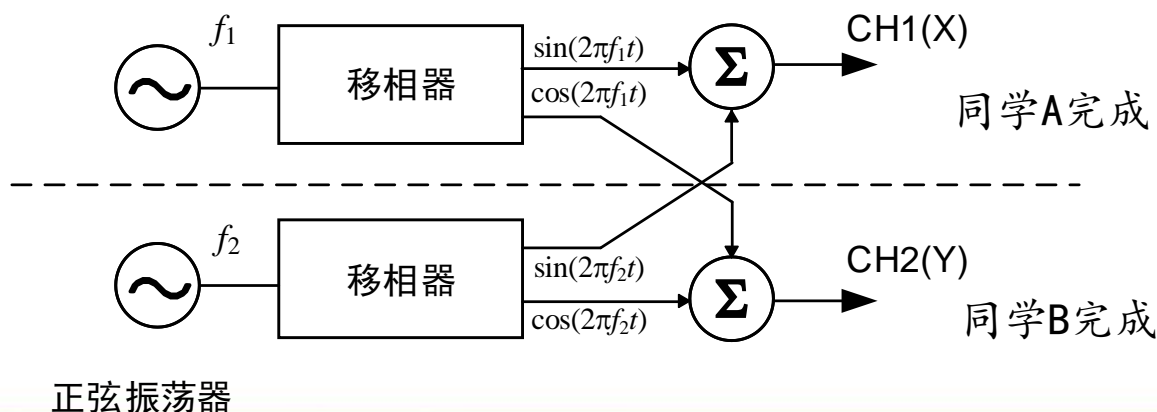 f1
移相器
sin(2πf1t)
cos(2πf1t)
Σ
CH1(X)
同学A完成
f2
移相器
sin(2πf2t)
cos(2πf2t)
Σ
CH2(Y)
同学B完成
正弦振荡器